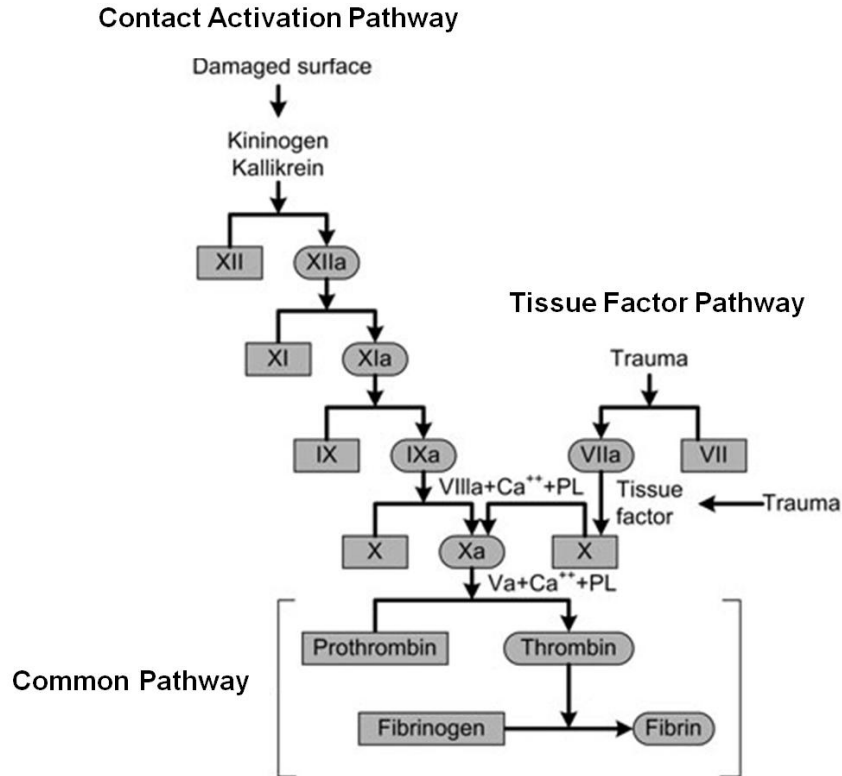 Contact Activation Pathway
Damaged surface
Kininogen
Kallikrein
XII
XIIa
Tissue Factor Pathway
XI
XIa
Trauma
IX
IXa
VIIa
VII
VIIIa+Ca⁺⁺+PL
Tissue
factor
Trauma
X
Xa
X
Va+Ca⁺⁺+PL
Prothrombin
Thrombin
Common Pathway
Fibrinogen
Fibrin